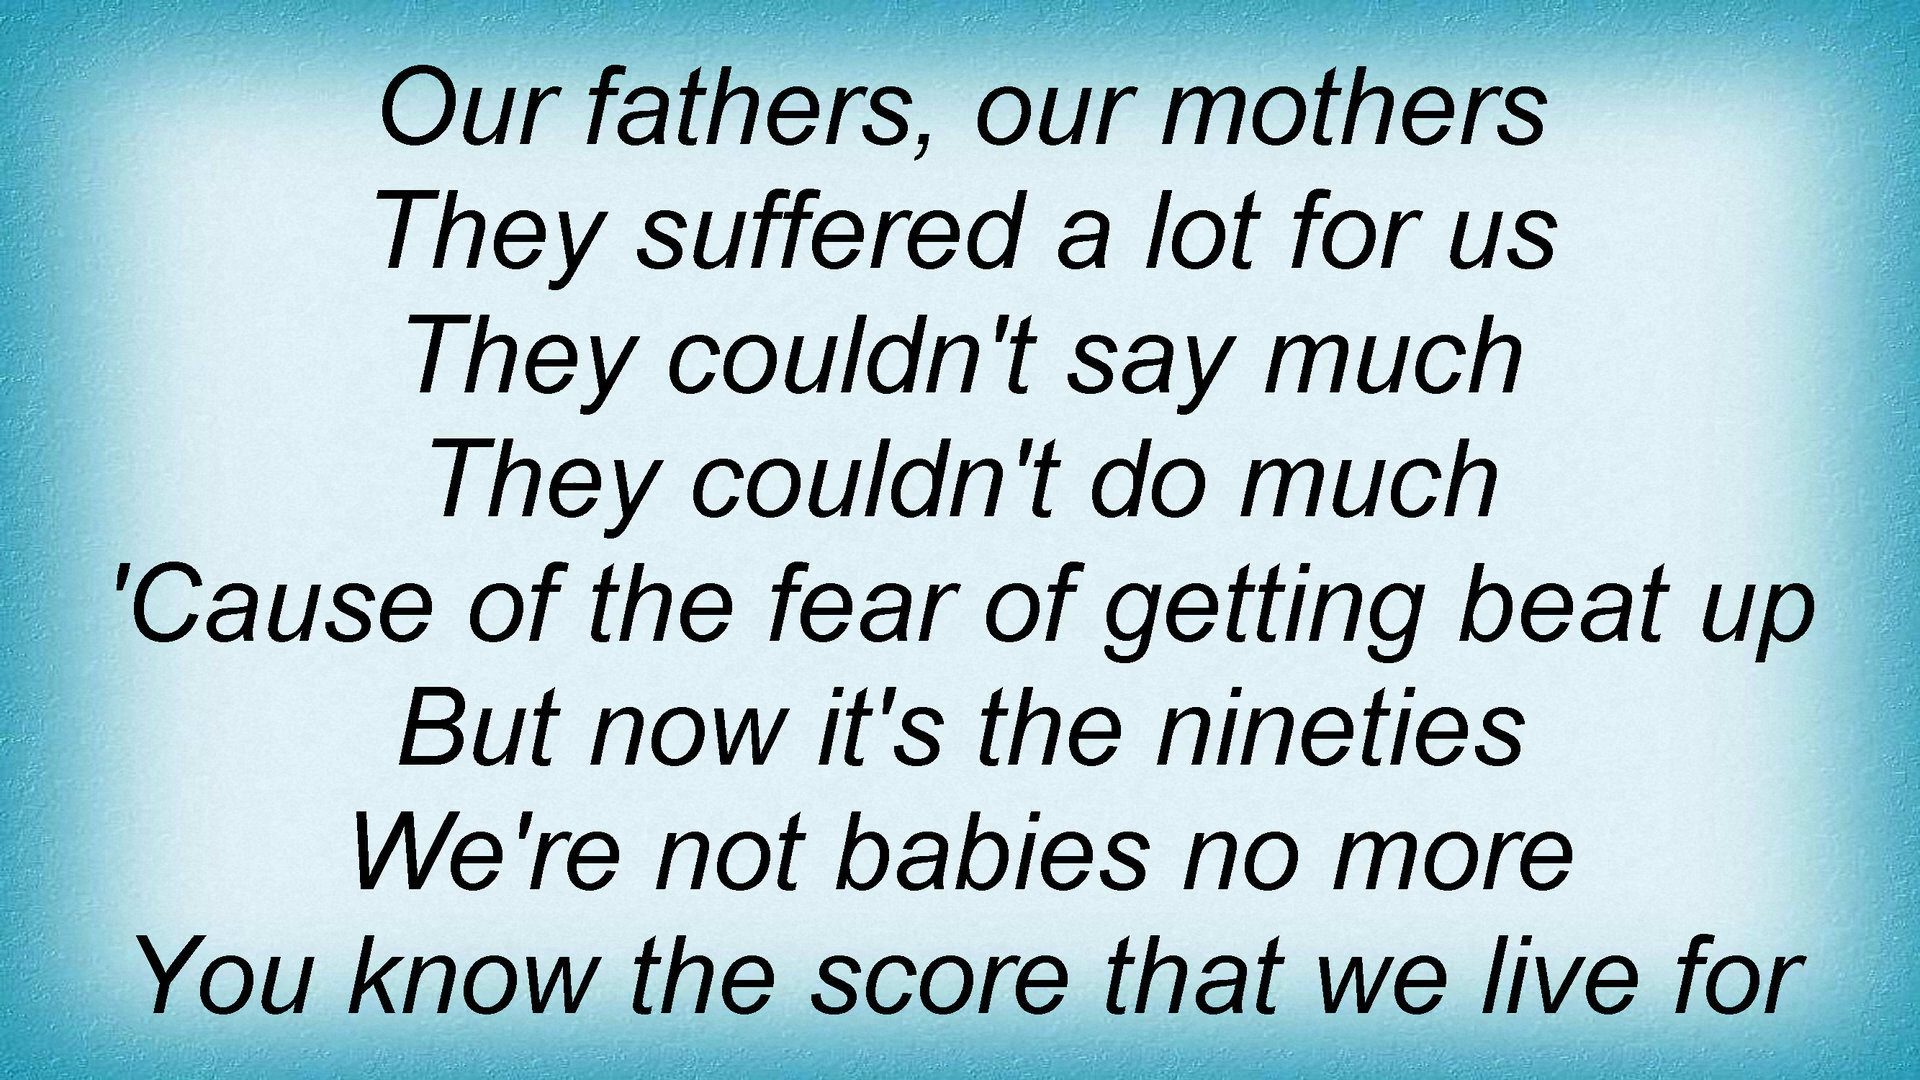 Our fathers, our mothers
They suffered a lot for us
They couldn't say much
They couldn't do much
'Cause of the fear of getting beat up
But now it's the nineties
We're not babies no more
You know the score that we live for